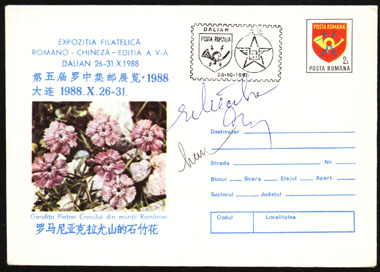 EXPOZIȚIA FILATELICĂ
ROMÂNO - CHINEZĂ - EDIȚIA A V-A
DALIAN 26-31.X.1988
第五届罗中集邮展览·1988
大连 1988.X.26-31.
Garofița Pietrei Craiului din munții României
罗马尼亚克拉尤山的石竹花
DALIAN
POSTA ROMANA
26-10-1988
POSTA ROMÂNĂ
2L
POSTA ROMANA
Destinatar
Strada Nr.
Blocul Scara Etajul Apart.
Sectorul Județul
Codul Localitatea